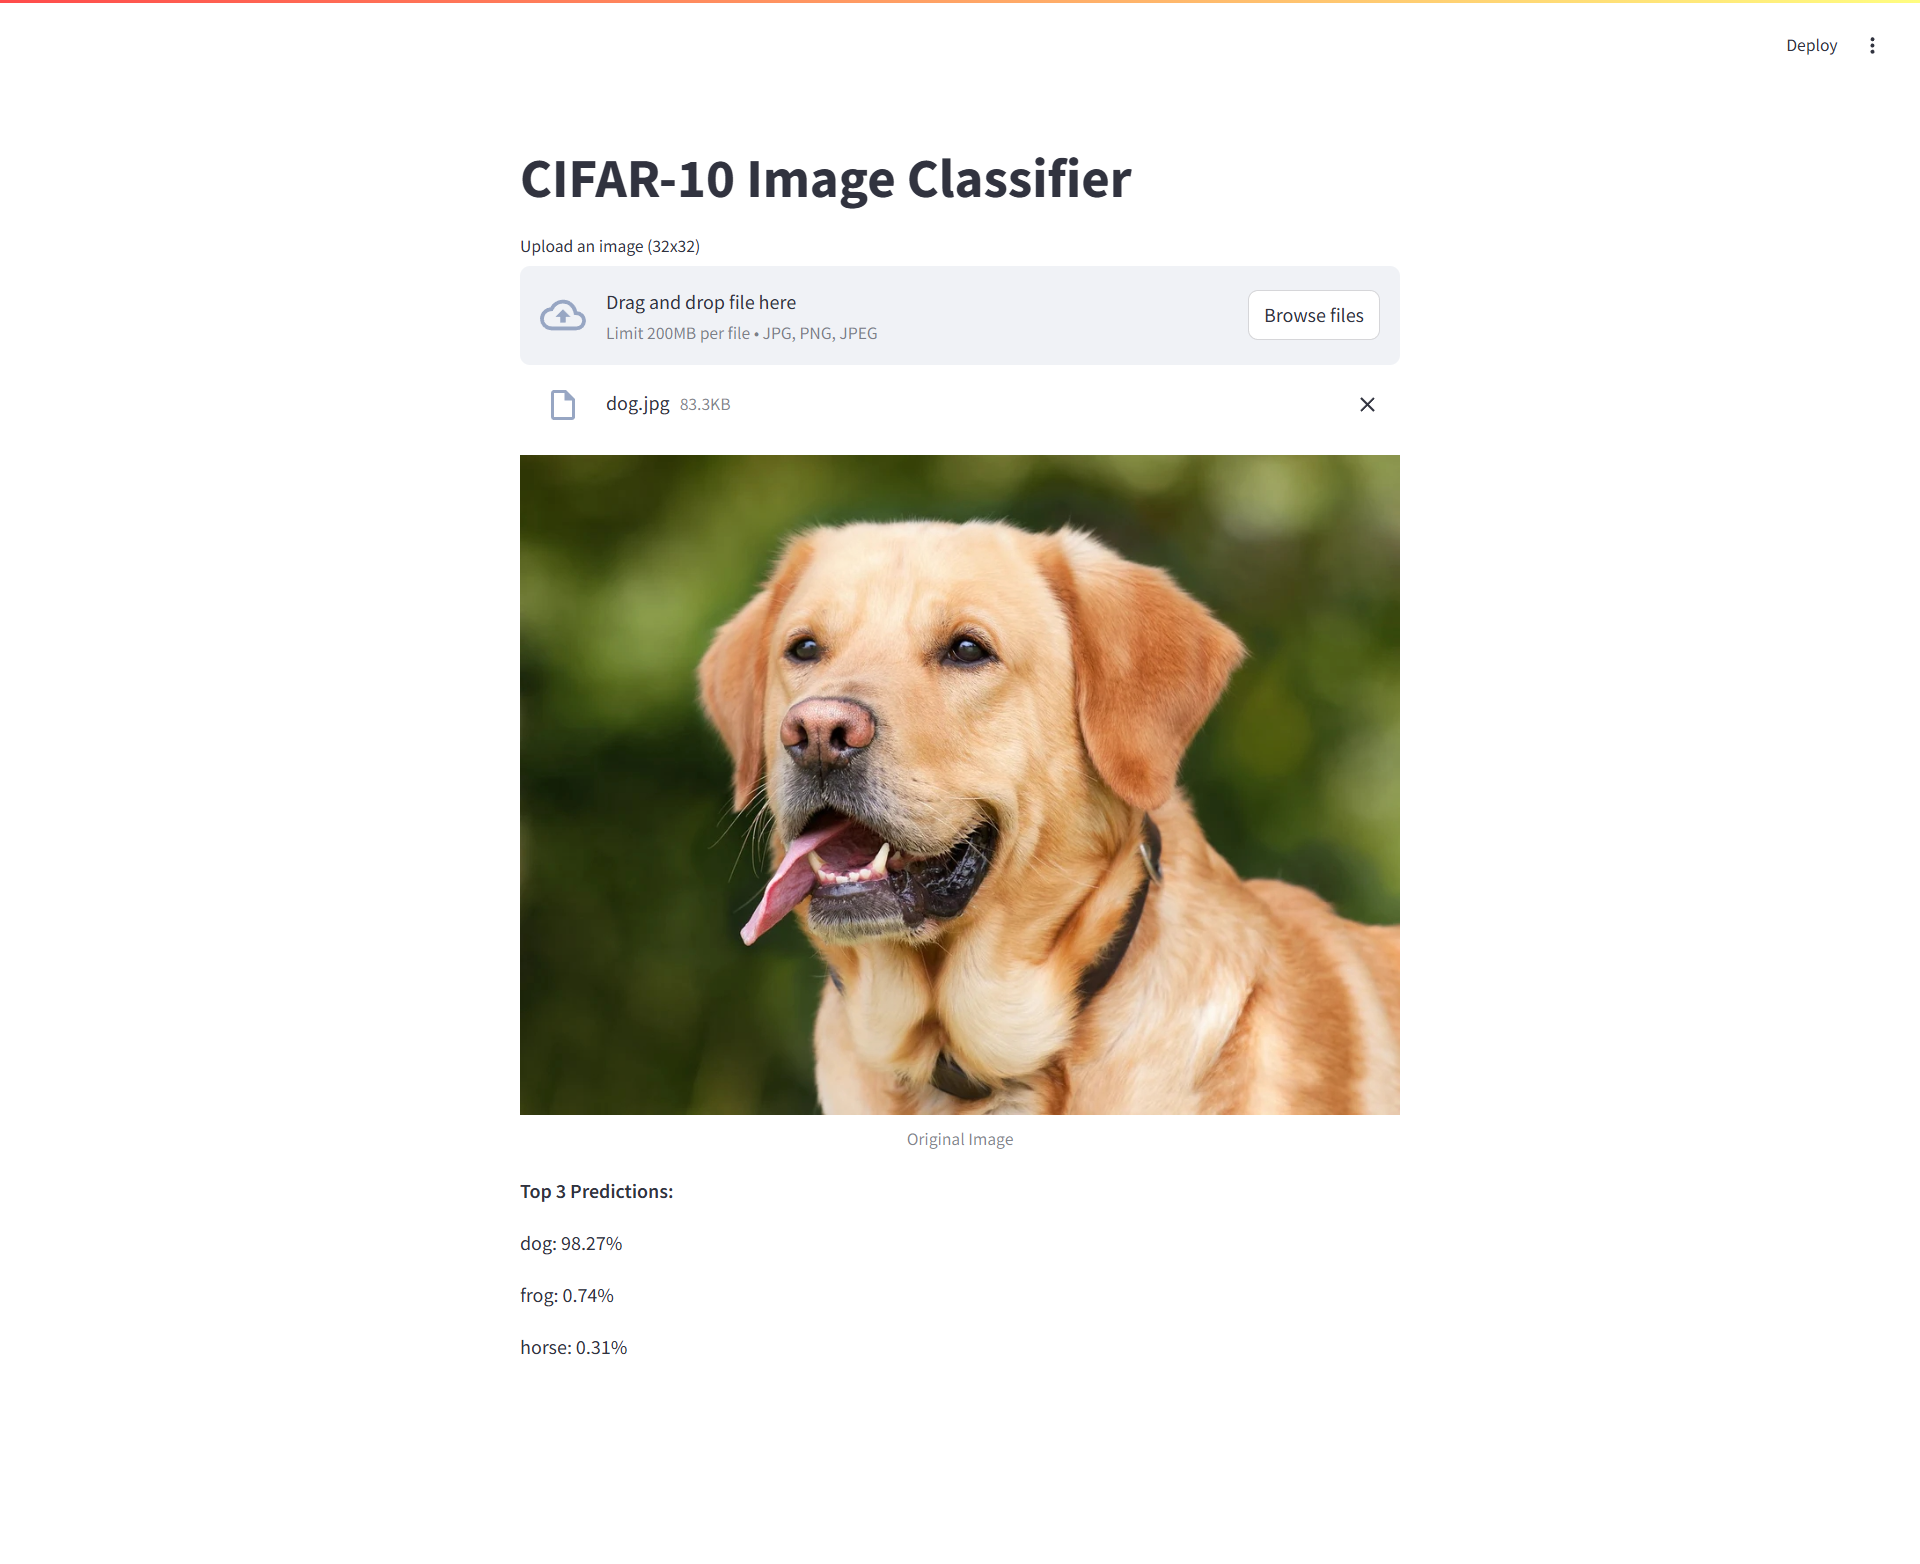 Deploy
CIFAR-10 Image Classifier
Upload an image (32x32)
Drag and drop file here
Limit 200MB per file • JPG, PNG, JPEG
Browse files
dog.jpg 83.3KB
Original Image
Top 3 Predictions:
dog: 98.27%
frog: 0.74%
horse: 0.31%